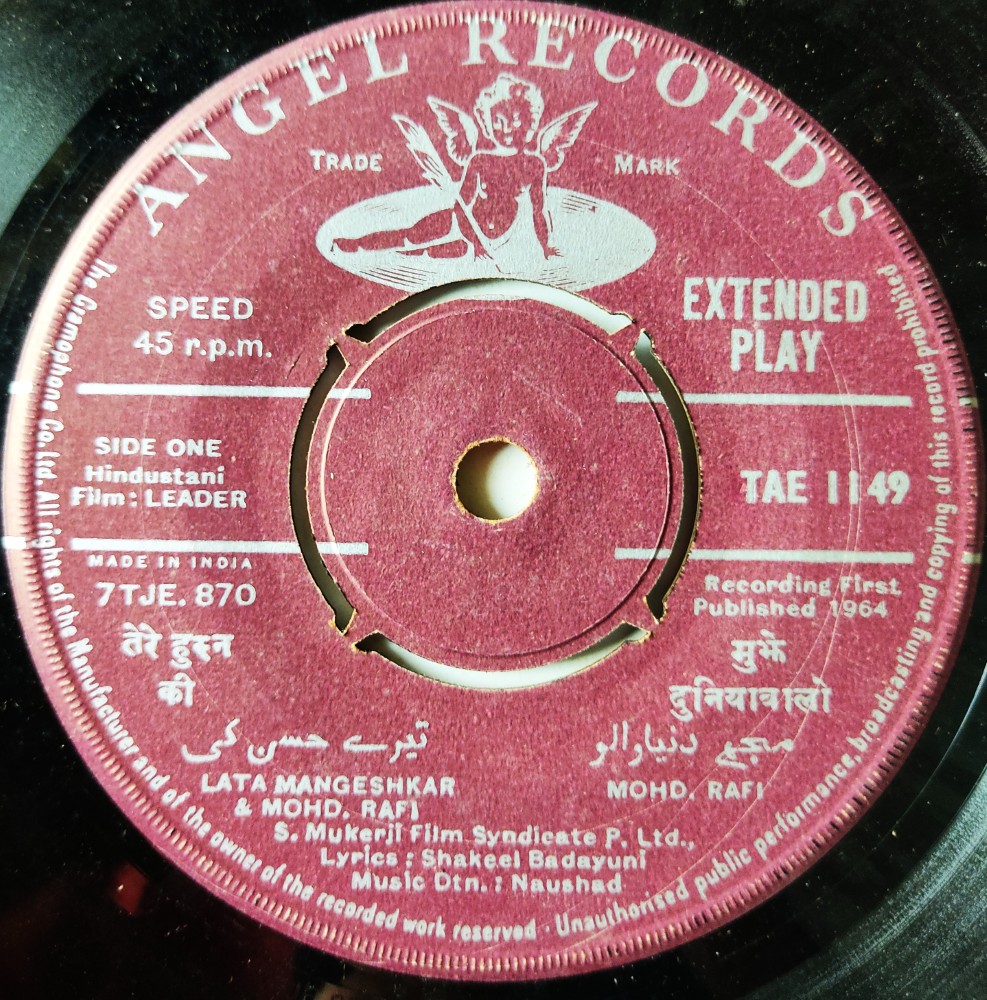 ANGEL RECORDS
TRADE MARK
SPEED
45 r.p.m.
EXTENDED
PLAY
SIDE ONE
Hindustani
Film: LEADER
TAE 1149
MADE IN INDIA
7TJE. 870
Recording First
Published 1964
तेरे हुस्न
की
मुझे
दुनियावालो
تیرے حسن کی
مجھے دنیا والو
LATA MANGESHKAR
& MOHD. RAFI
MOHD. RAFI
S. Mukerji Film Syndicate P. Ltd.,
Lyrics : Shakeel Badayuni
Music Dtn. : Naushad
The Gramophone Co. Ltd. All rights of the Manufacturer and of the owner of the recorded work reserved · Unauthorised public performance, broadcasting and copying of this record prohibited